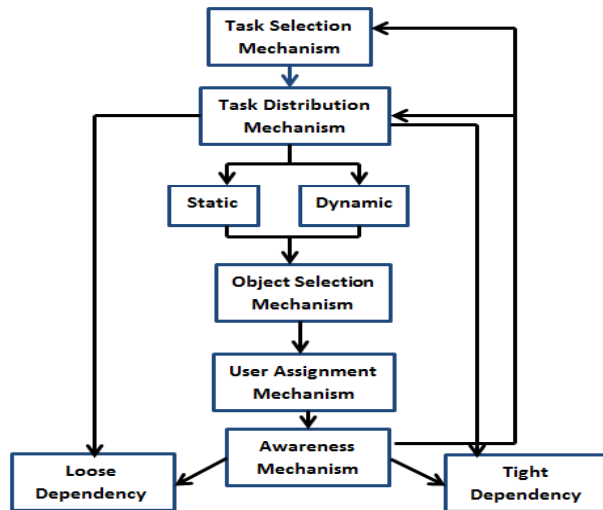 Task Selection
Mechanism
Task Distribution
Mechanism
Static
Dynamic
Object Selection
Mechanism
User Assignment
Mechanism
Awareness
Mechanism
Loose
Dependency
Tight
Dependency